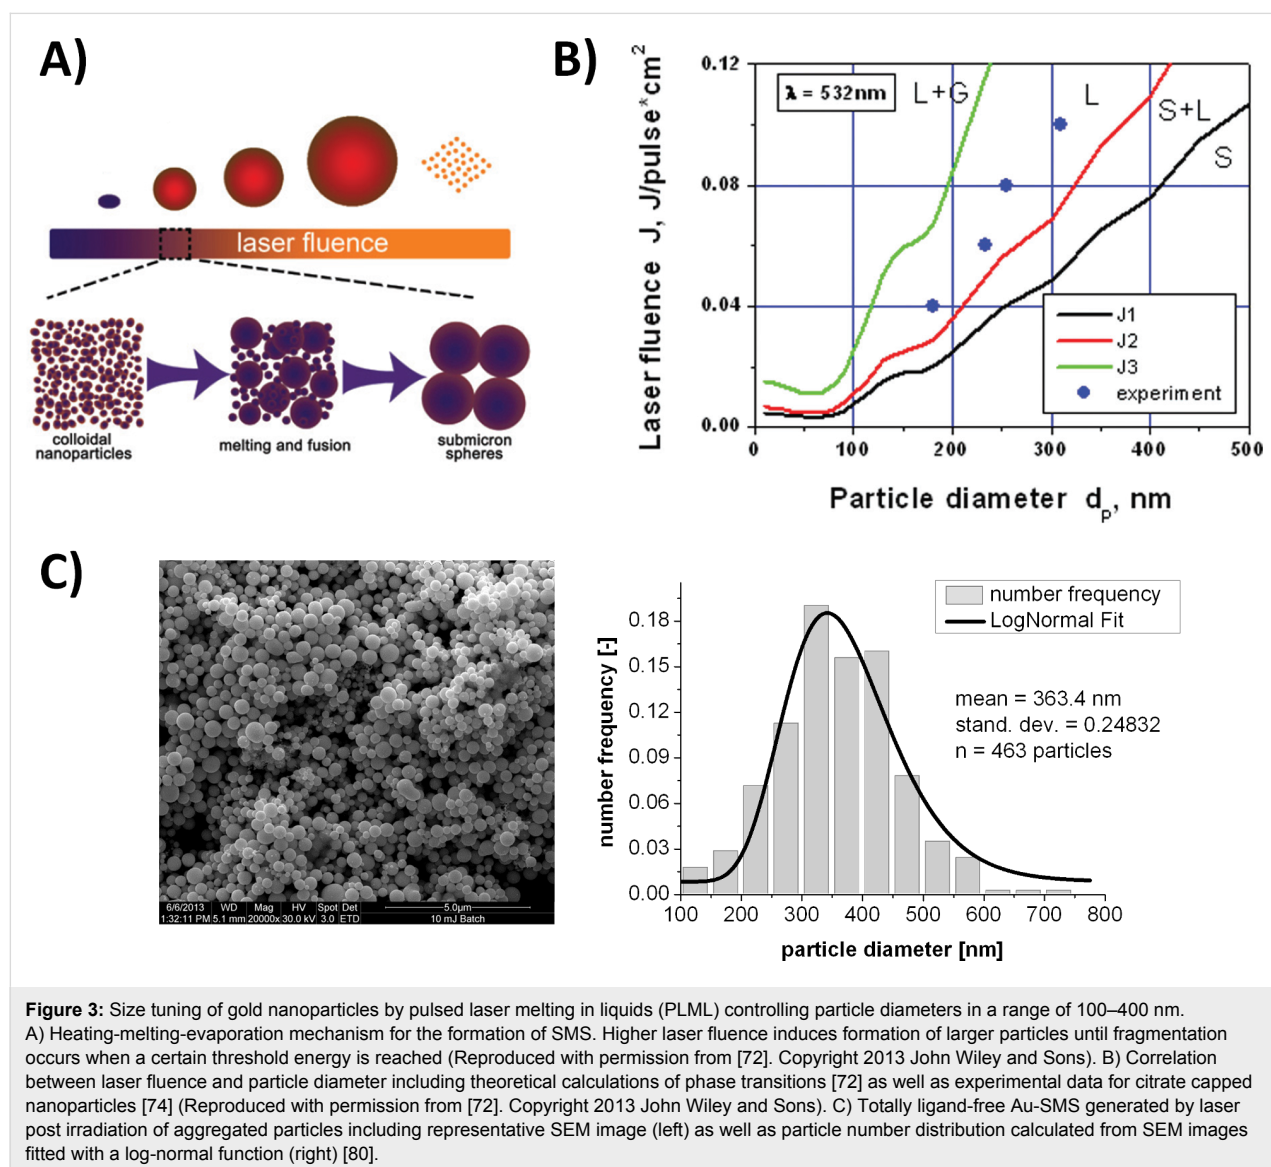 A)
laser fluence
colloidal
nanoparticles
melting and fusion
submicron
spheres
B)
Laser fluence J, J/pulse*cm²
0.12
0.08
0.04
0.00
λ = 532nm
L+G
L
S+L
S
J1
J2
J3
experiment
0 100 200 300 400 500
Particle diameter dₚ, nm
C)
6/6/2013 WD Mag HV Spot Det
1:32:11 PM 5.1 mm 20000x 30.0 kV 3.0 ETD
5.0µm
10 mJ Batch
number frequency [-]
0.18
0.15
0.12
0.09
0.06
0.03
0.00
number frequency
LogNormal Fit
mean = 363.4 nm
stand. dev. = 0.24832
n = 463 particles
100 200 300 400 500 600 700 800
particle diameter [nm]
Figure 3: Size tuning of gold nanoparticles by pulsed laser melting in liquids (PLML) controlling particle diameters in a range of 100–400 nm.
A) Heating-melting-evaporation mechanism for the formation of SMS. Higher laser fluence induces formation of larger particles until fragmentation
occurs when a certain threshold energy is reached (Reproduced with permission from [72]. Copyright 2013 John Wiley and Sons). B) Correlation
between laser fluence and particle diameter including theoretical calculations of phase transitions [72] as well as experimental data for citrate capped
nanoparticles [74] (Reproduced with permission from [72]. Copyright 2013 John Wiley and Sons). C) Totally ligand-free Au-SMS generated by laser
post irradiation of aggregated particles including representative SEM image (left) as well as particle number distribution calculated from SEM images
fitted with a log-normal function (right) [80].